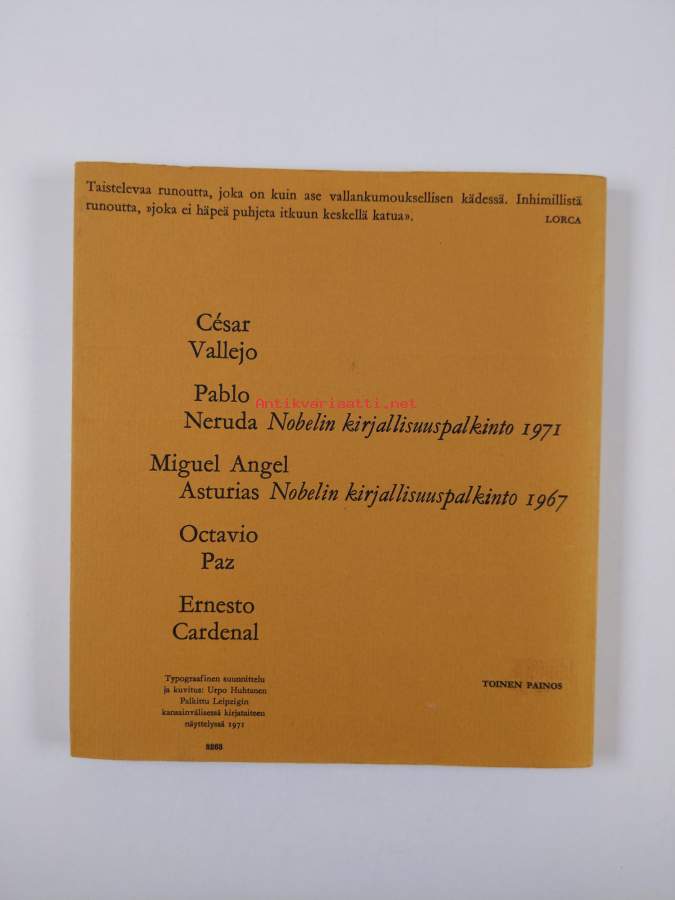 Taistelevaa runoutta, joka on kuin ase vallankumouksellisen kädessä. Inhimillistä
runoutta, »joka ei häpeä puhjeta itkuun keskellä katua».
LORCA
César
Vallejo
Antikvariaatti.net
Pablo
Neruda Nobelin kirjallisuuspalkinto 1971
Miguel Angel
Asturias Nobelin kirjallisuuspalkinto 1967
Octavio
Paz
Ernesto
Cardenal
Typograafinen suunnittelu
ja kuvitus: Urpo Huhtanen
Palkittu Leipzigin
kansainvälisessä kirjataiteen
näyttelyssä 1971
8268
TOINEN PAINOS